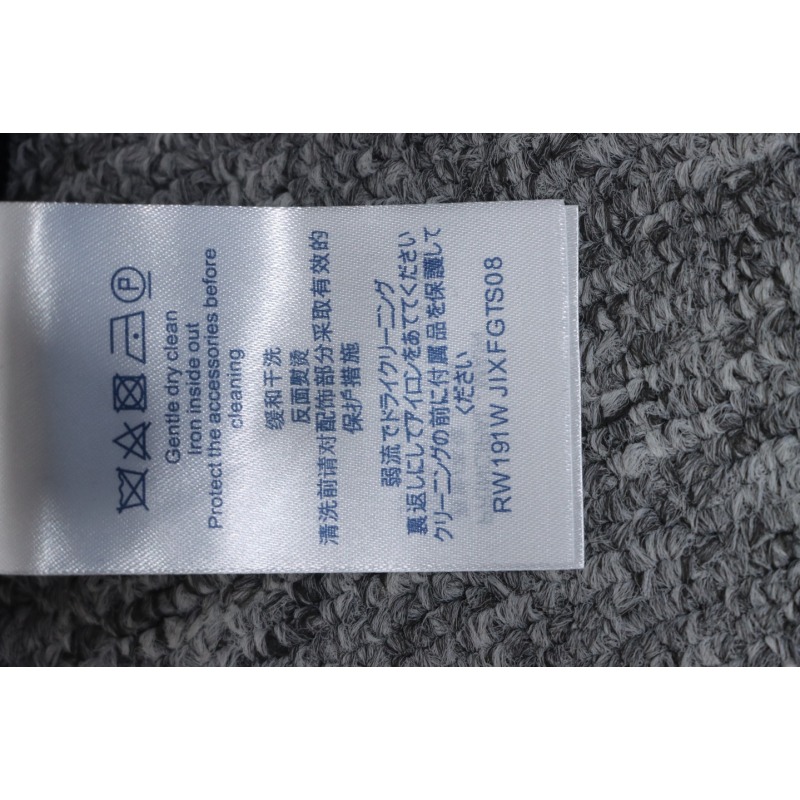 P
Gentle dry clean
Iron inside out
Protect the accessories before
cleaning
缓和干洗
反面熨烫
清洗前请对配饰部分采取有效的
保护措施
弱流でドライクリーニング
裏返しにしてアイロンをあててください
クリーニングの前に付属品を保護して
ください
RW191W JIXFGTS08